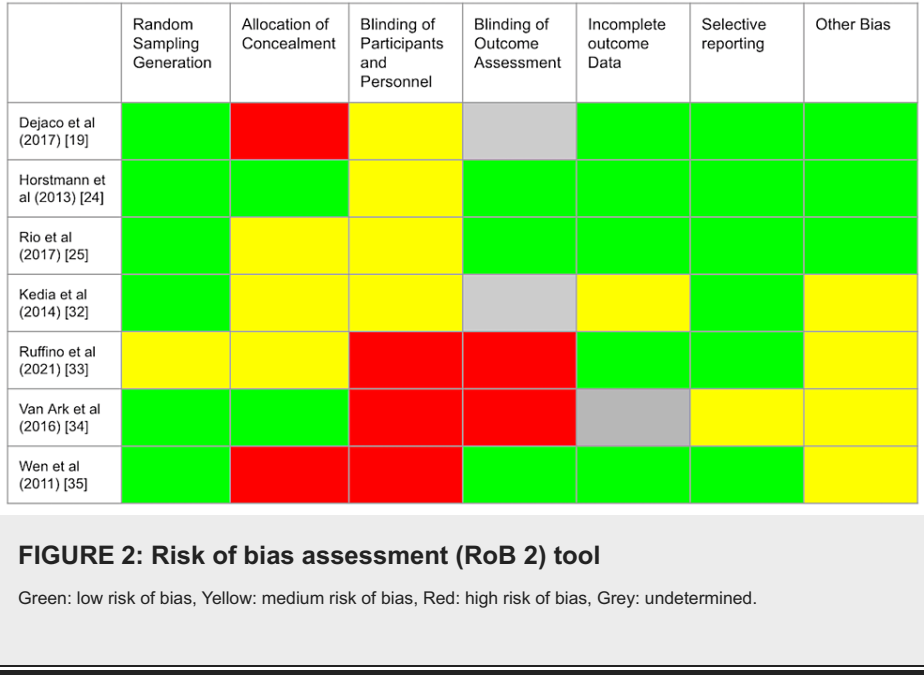 Random
Sampling
Generation
Allocation of
Concealment
Blinding of
Participants
and
Personnel
Blinding of
Outcome
Assessment
Incomplete
outcome
Data
Selective
reporting
Other Bias
Dejaco et al
(2017) [19]
Horstmann et
al (2013) [24]
Rio et al
(2017) [25]
Kedia et al
(2014) [32]
Ruffino et al
(2021) [33]
Van Ark et al
(2016) [34]
Wen et al
(2011) [35]
FIGURE 2: Risk of bias assessment (RoB 2) tool
Green: low risk of bias, Yellow: medium risk of bias, Red: high risk of bias, Grey: undetermined.